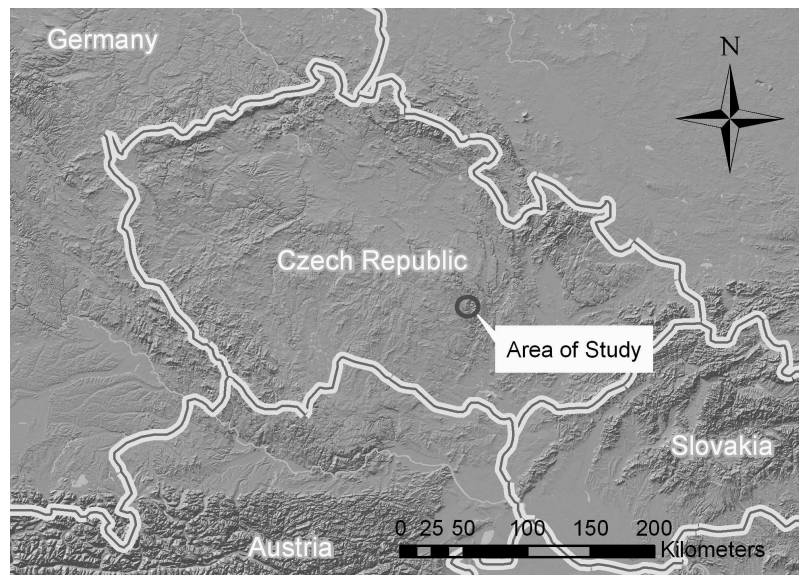 Germany
N
Czech Republic
Area of Study
Slovakia
Austria
0 25 50 100 150 200
Kilometers